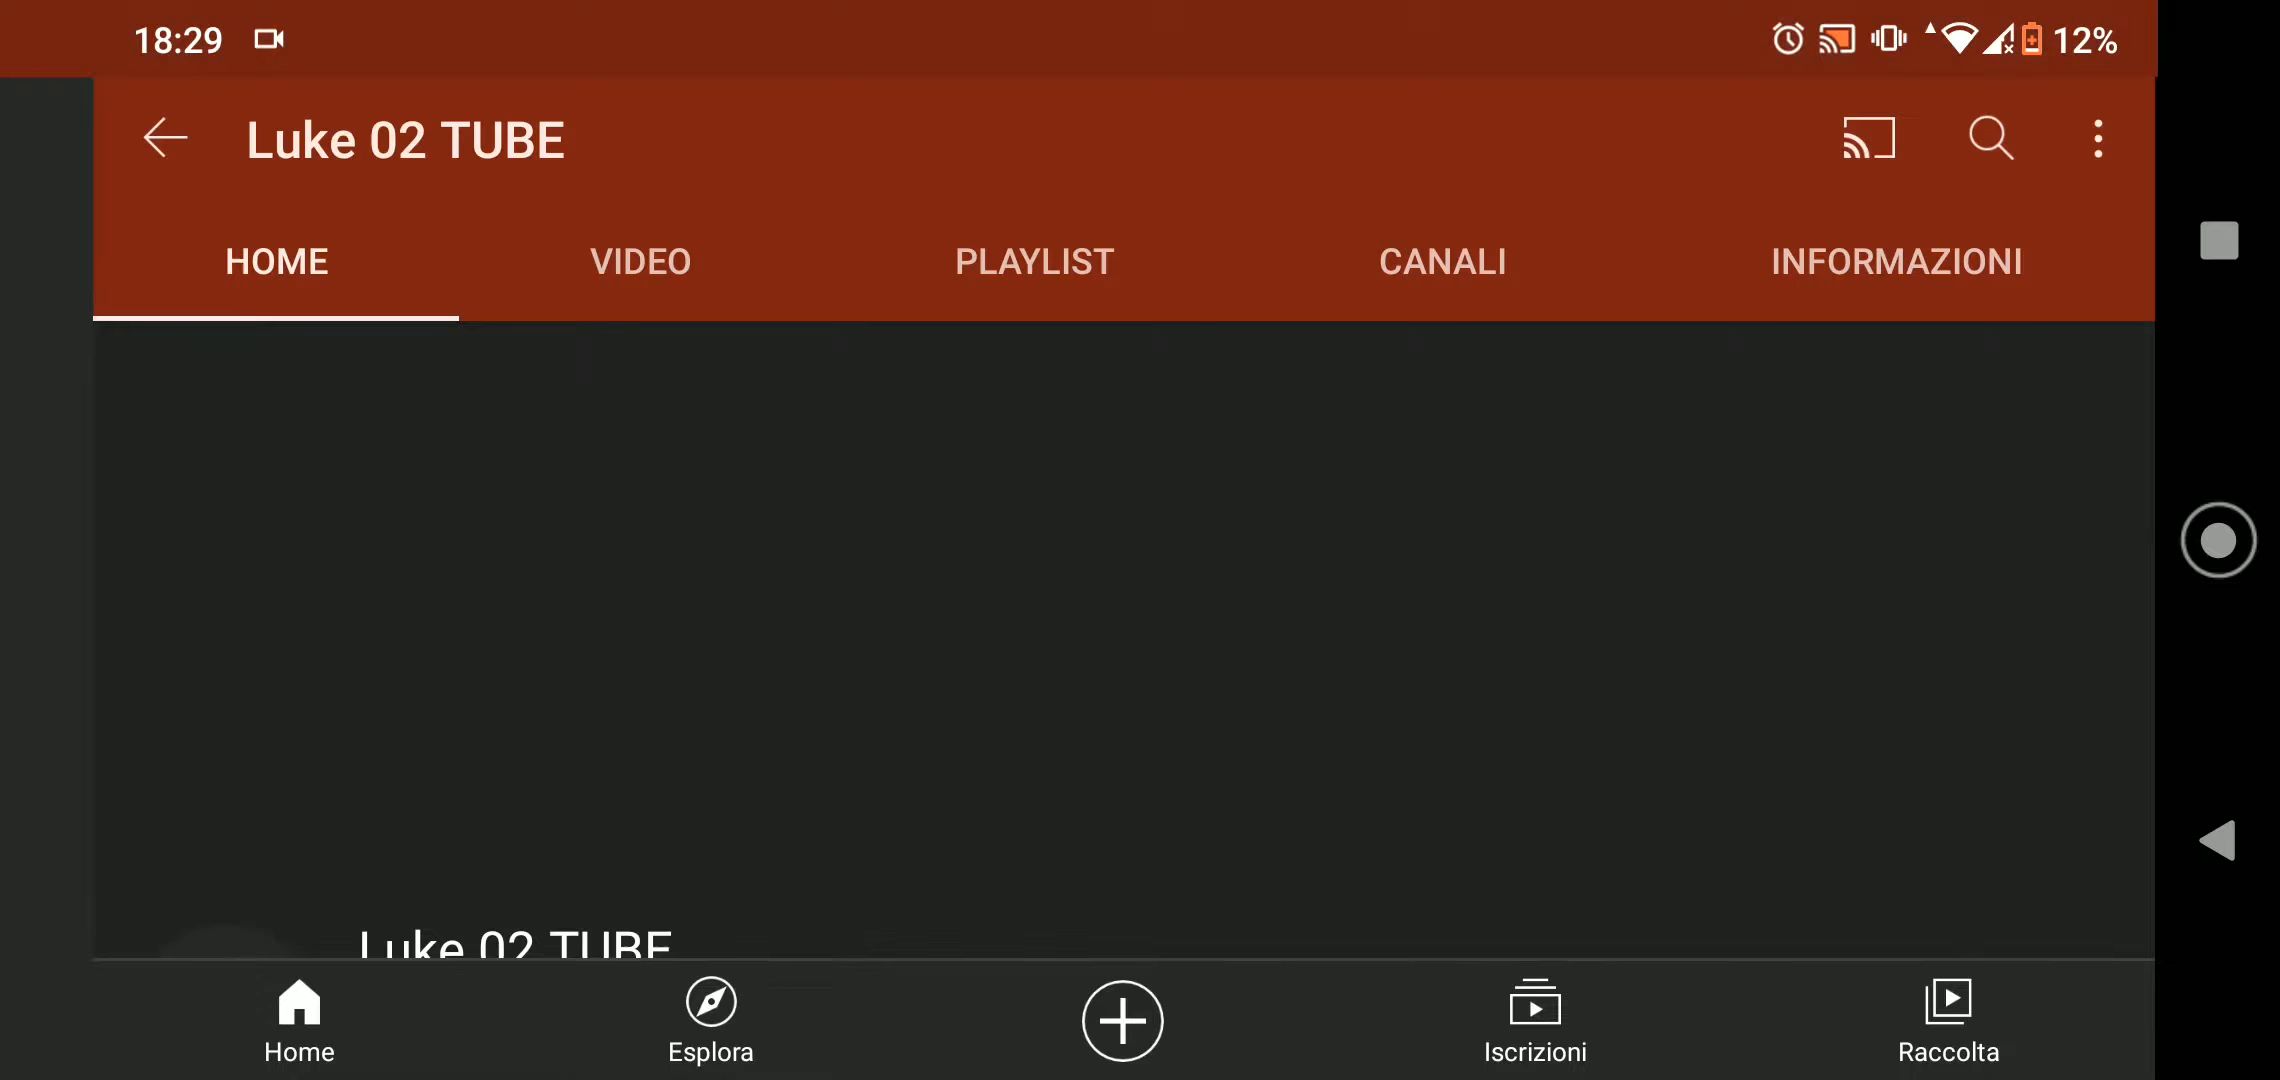 18:29
12%
Luke 02 TUBE
HOME
VIDEO
PLAYLIST
CANALI
INFORMAZIONI
Luke 02 TUBE
Home
Esplora
Iscrizioni
Raccolta